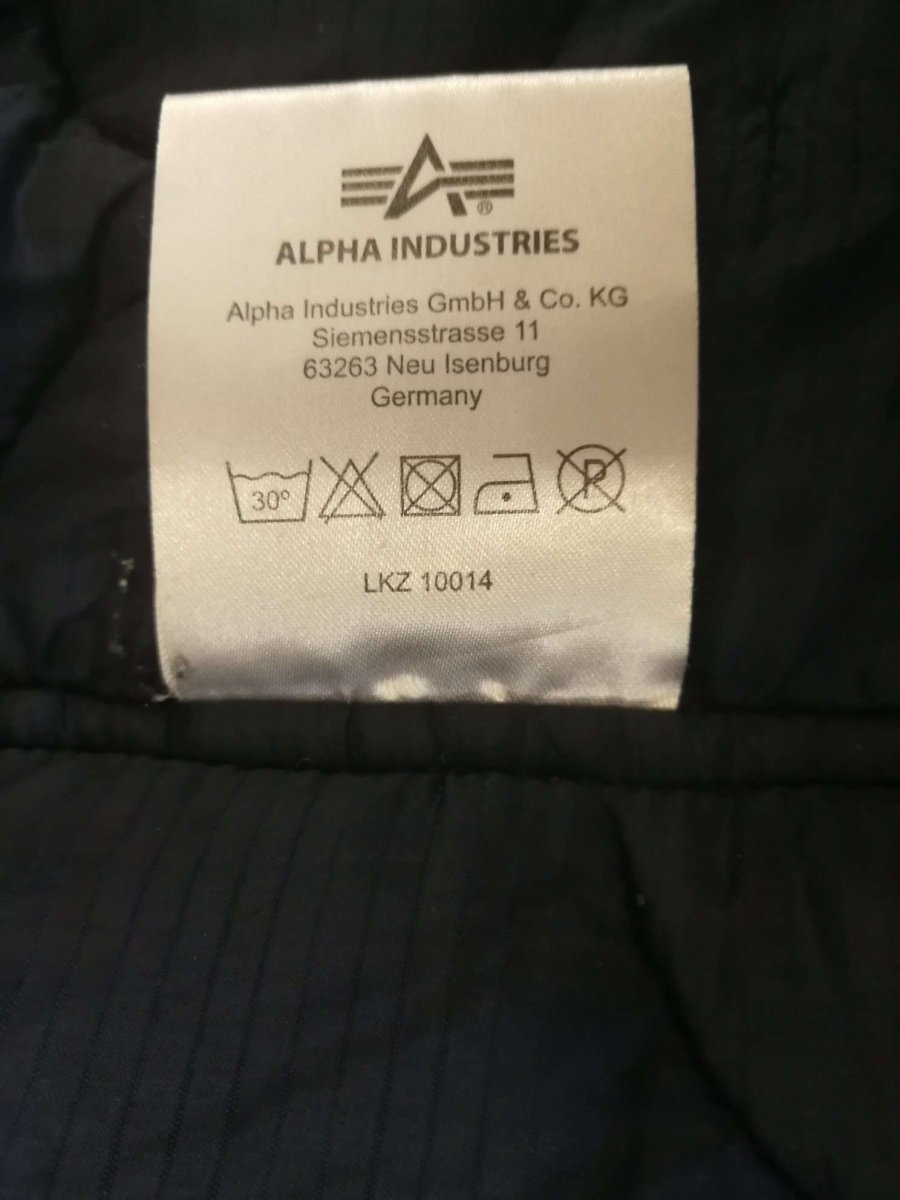 ®
ALPHA INDUSTRIES
Alpha Industries GmbH & Co. KG
Siemensstrasse 11
63263 Neu Isenburg
Germany
30° P
LKZ 10014